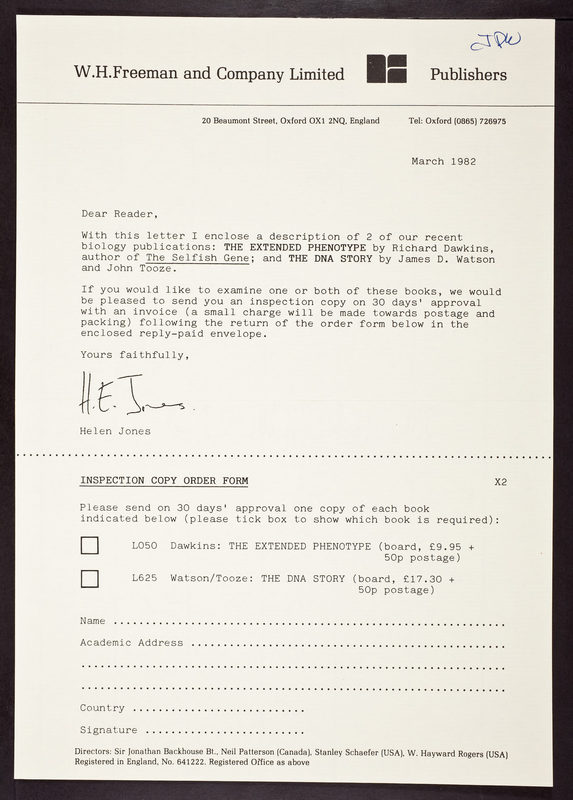 JDW
W.H.Freeman and Company Limited Publishers
20 Beaumont Street, Oxford OX1 2NQ, England Tel: Oxford (0865) 726975
March 1982
Dear Reader,
With this letter I enclose a description of 2 of our recent
biology publications: THE EXTENDED PHENOTYPE by Richard Dawkins,
author of The Selfish Gene; and THE DNA STORY by James D. Watson
and John Tooze.
If you would like to examine one or both of these books, we would
be pleased to send you an inspection copy on 30 days' approval
with an invoice (a small charge will be made towards postage and
packing) following the return of the order form below in the
enclosed reply-paid envelope.
Yours faithfully,
H.E. Jones.
Helen Jones
INSPECTION COPY ORDER FORM X2
Please send on 30 days' approval one copy of each book
indicated below (please tick box to show which book is required):
L050 Dawkins: THE EXTENDED PHENOTYPE (board, £9.95 +
50p postage)
L625 Watson/Tooze: THE DNA STORY (board, £17.30 +
50p postage)
Name
Academic Address
Country
Signature
Directors: Sir Jonathan Backhouse Bt., Neil Patterson (Canada), Stanley Schaefer (USA), W. Hayward Rogers (USA)
Registered in England, No. 641222. Registered Office as above